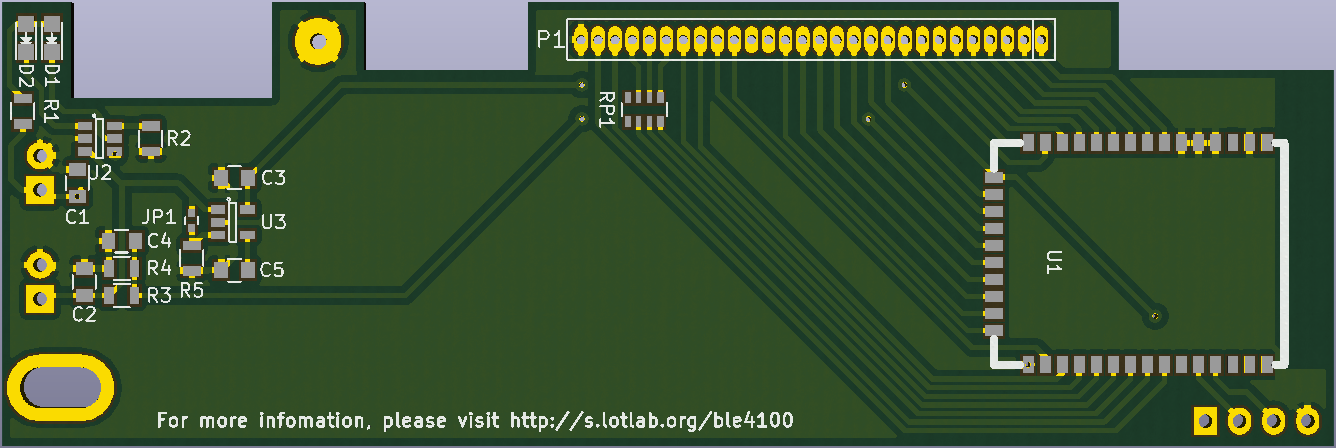 P1
D2
D1
R1
RP1
R2
U2
C3
C1
JP1
U3
C4
U1
R4
C5
R5
R3
C2
For more infomation, please visit http://s.lotlab.org/ble4100